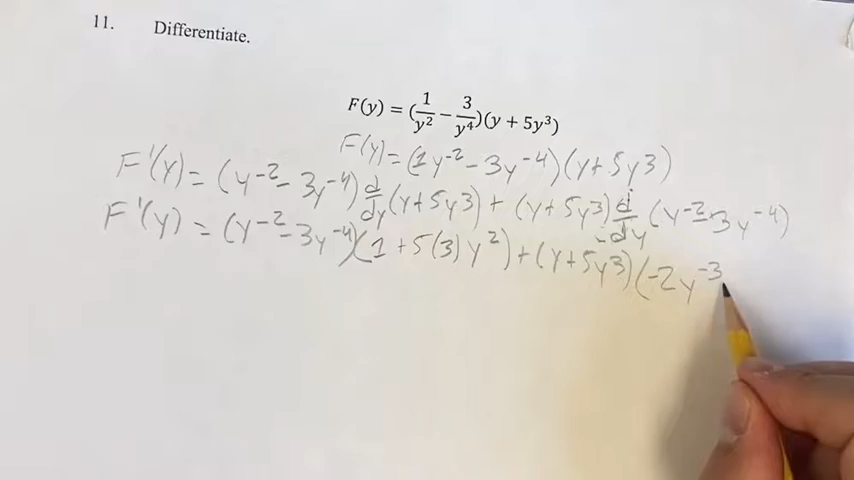 11. Differentiate.
F(y) = (1/y² − 3/y⁴)(y + 5y³)
F(y) = (1y⁻² − 3y⁻⁴)(y + 5y³)
F'(y) = (y⁻² − 3y⁻⁴) d/dy (y + 5y³) + (y + 5y³) d/dy (y⁻² − 3y⁻⁴)
F'(y) = (y⁻² − 3y⁻⁴)(1 + 5(3)y²) + (y + 5y³)(−2y⁻³